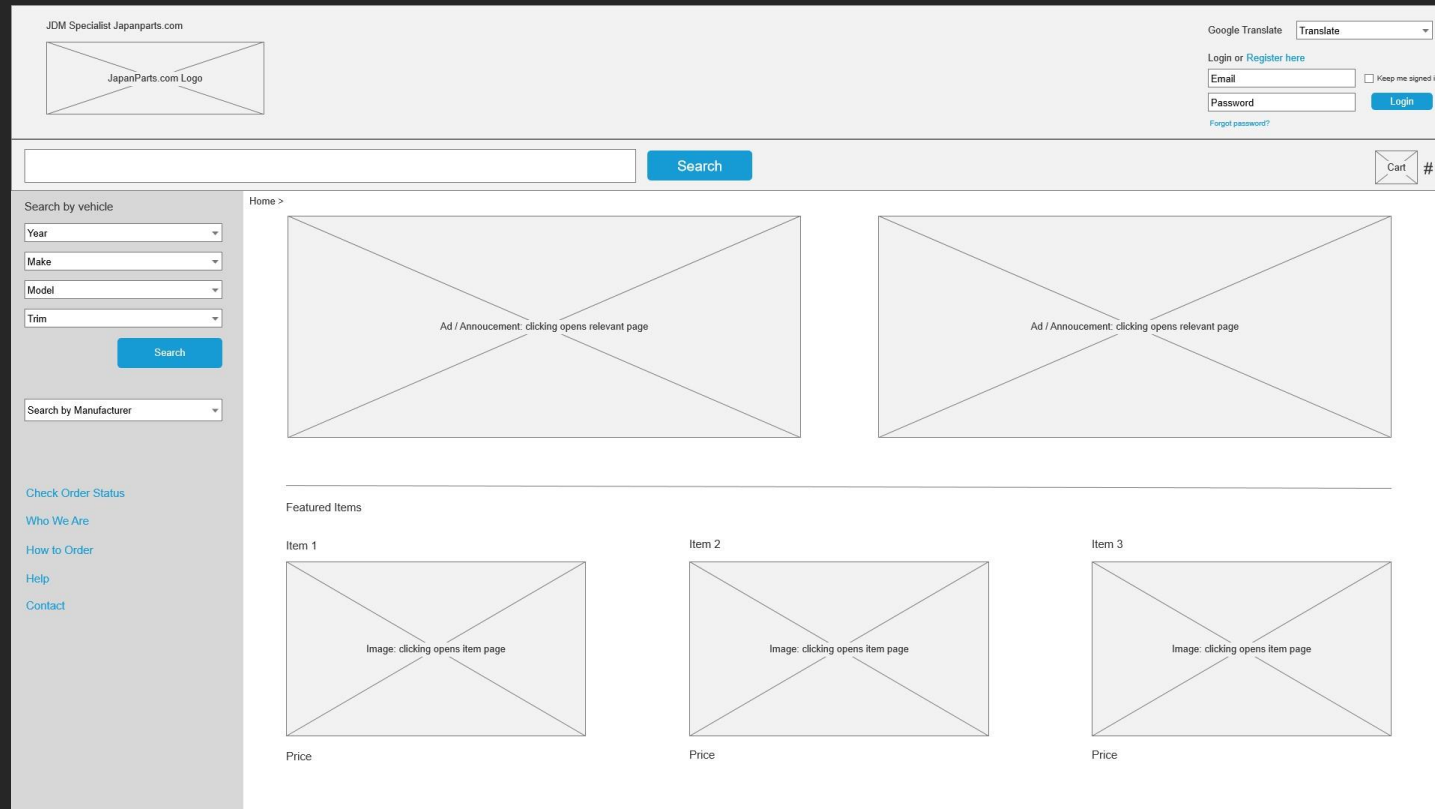 JDM Specialist Japanparts.com
JapanParts.com Logo
Google Translate Translate
Login or Register here
Email
Keep me signed i
Password
Login
Forgot password?
Search
Cart #
Search by vehicle
Year
Make
Model
Trim
Search
Search by Manufacturer
Check Order Status
Who We Are
How to Order
Help
Contact
Home >
Ad / Annoucement: clicking opens relevant page
Ad / Annoucement: clicking opens relevant page
Featured Items
Item 1
Image: clicking opens item page
Price
Item 2
Image: clicking opens item page
Price
Item 3
Image: clicking opens item page
Price